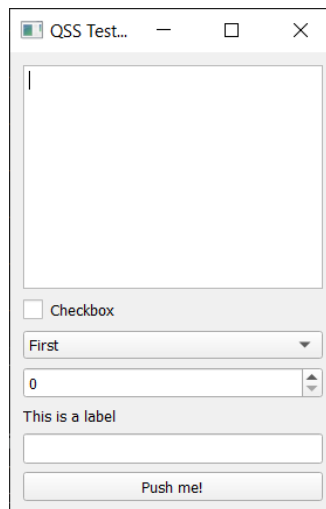 QSS Test...
Checkbox
First
0
This is a label
Push me!